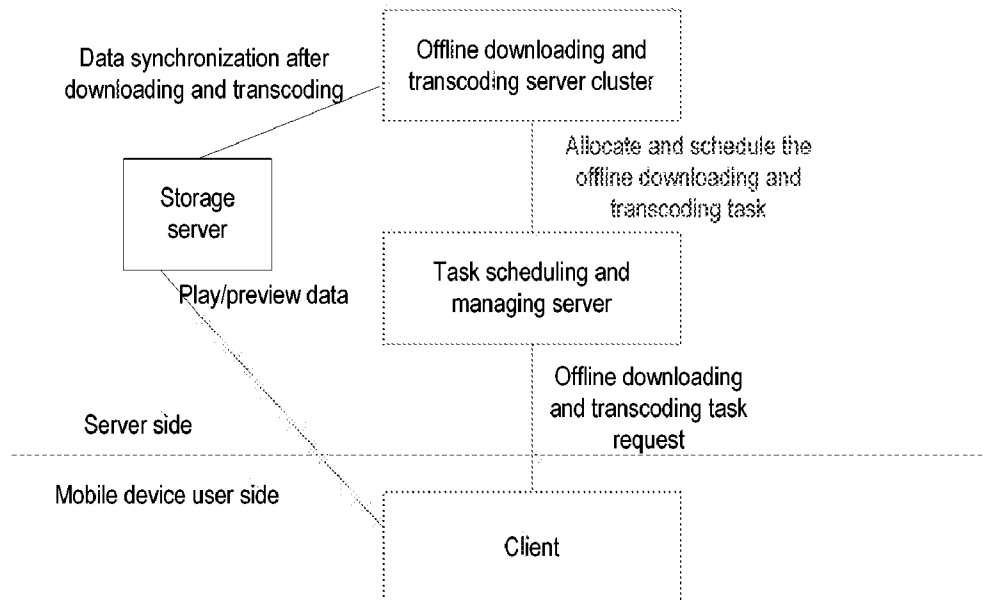 Data synchronization after
downloading and transcoding
Offline downloading and
transcoding server cluster
Allocate and schedule the
offline downloading and
transcoding task
Storage
server
Task scheduling and
managing server
Play/preview data
Offline downloading
and transcoding task
request
Server side
Mobile device user side
Client